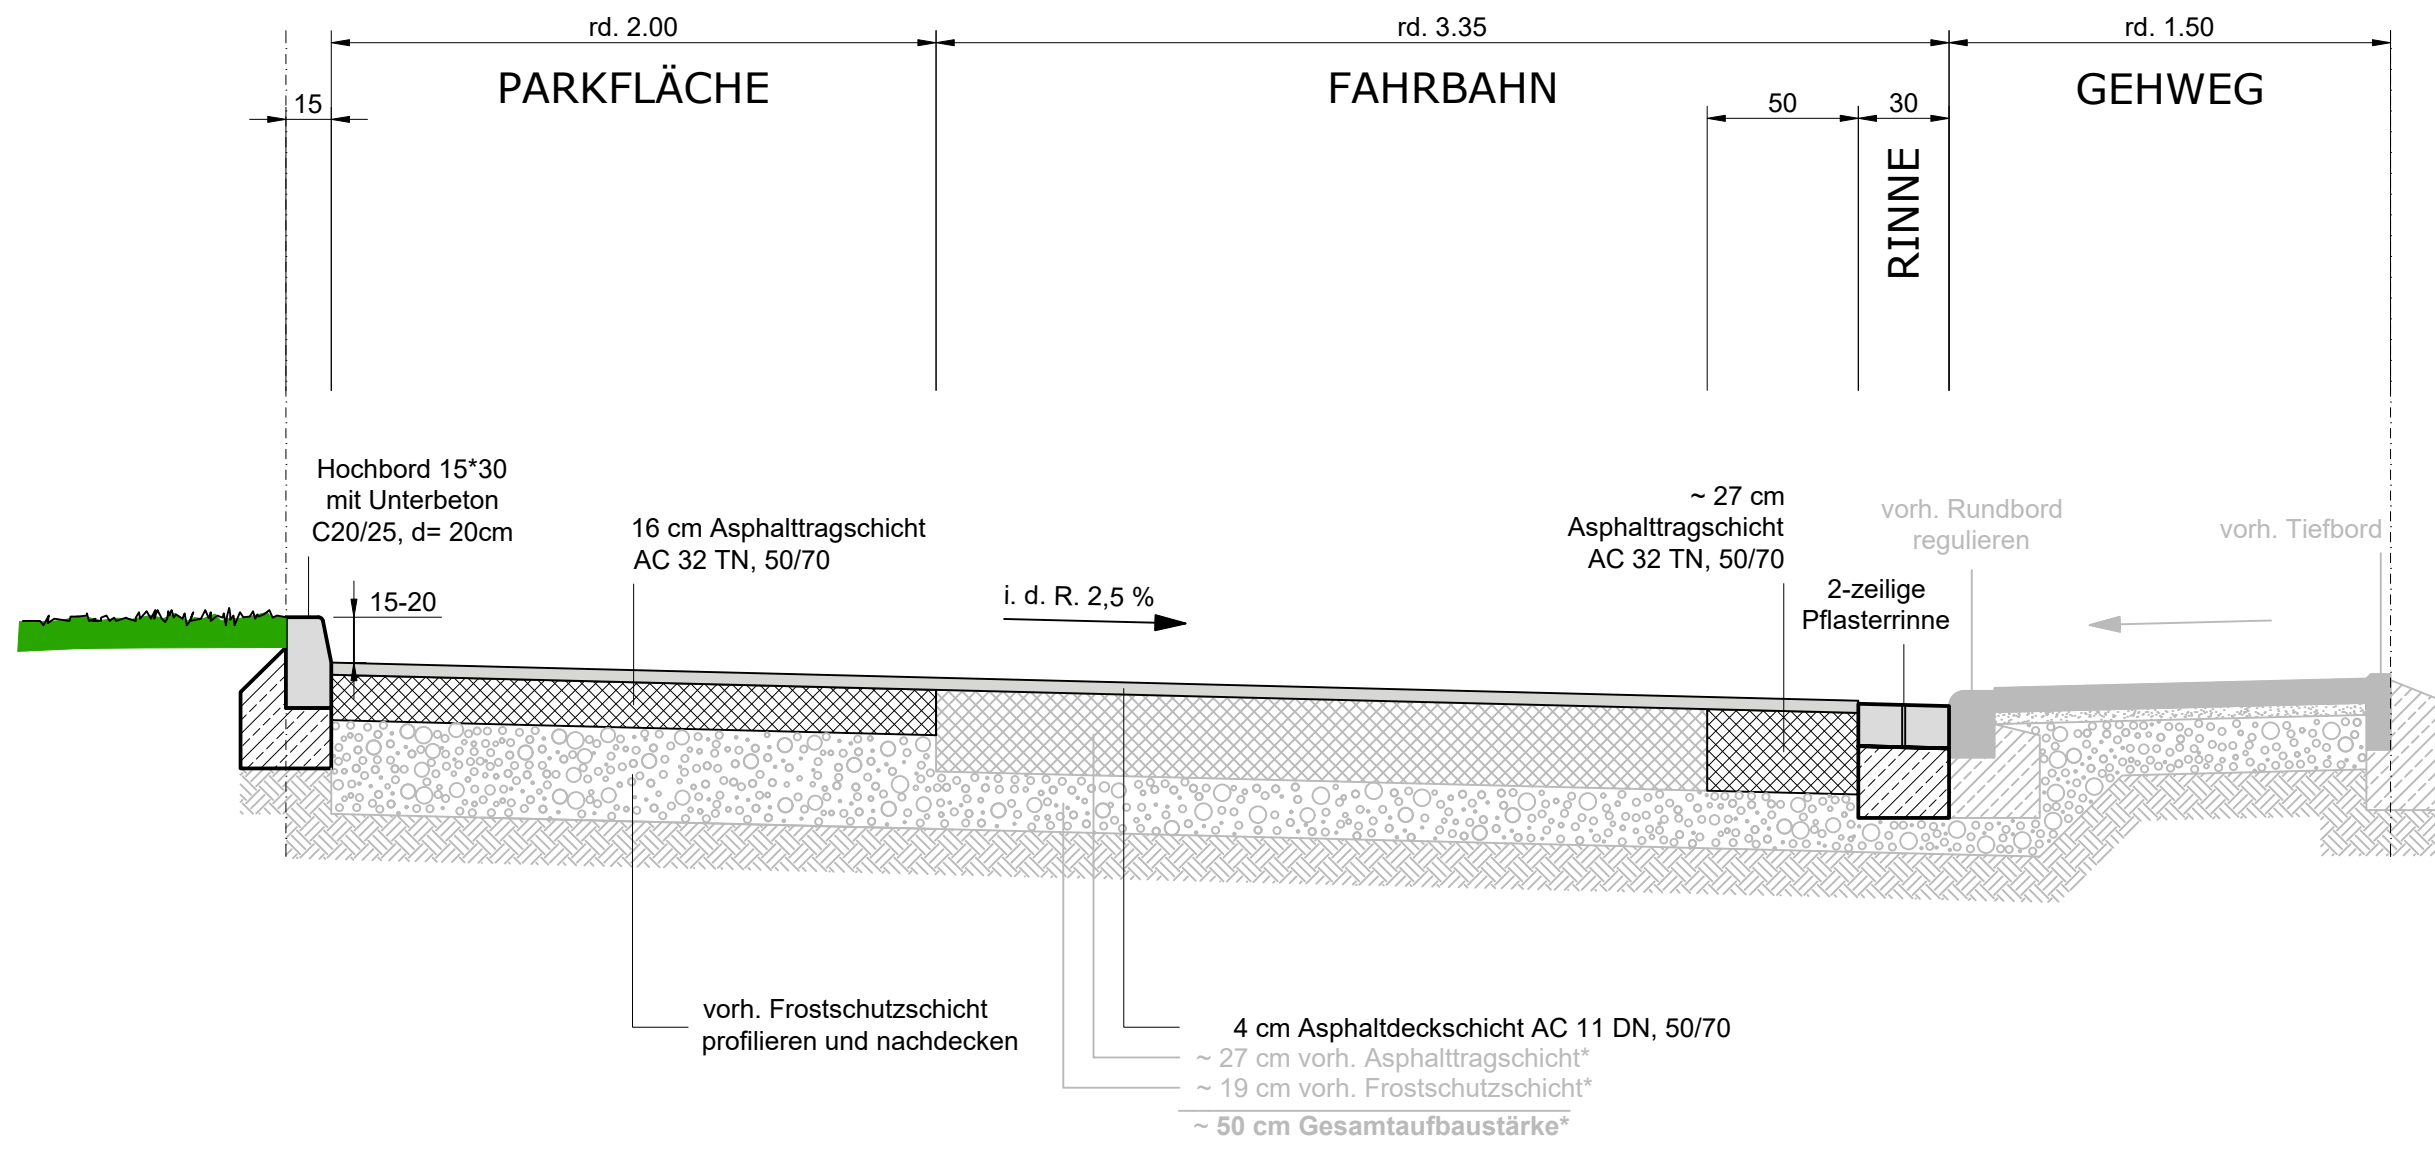 rd. 2.00
rd. 3.35
rd. 1.50
PARKFLÄCHE
FAHRBAHN
GEHWEG
15
50
30
RINNE
Hochbord 15*30
mit Unterbeton
C20/25, d= 20cm
16 cm Asphalttragschicht
AC 32 TN, 50/70
~ 27 cm
Asphalttragschicht
AC 32 TN, 50/70
vorh. Rundbord
regulieren
vorh. Tiefbord
15-20
i. d. R. 2,5 %
2-zeilige
Pflasterrinne
vorh. Frostschutzschicht
profilieren und nachdecken
4 cm Asphaltdeckschicht AC 11 DN, 50/70
~ 27 cm vorh. Asphalttragschicht*
~ 19 cm vorh. Frostschutzschicht*
~ 50 cm Gesamtaufbaustärke*